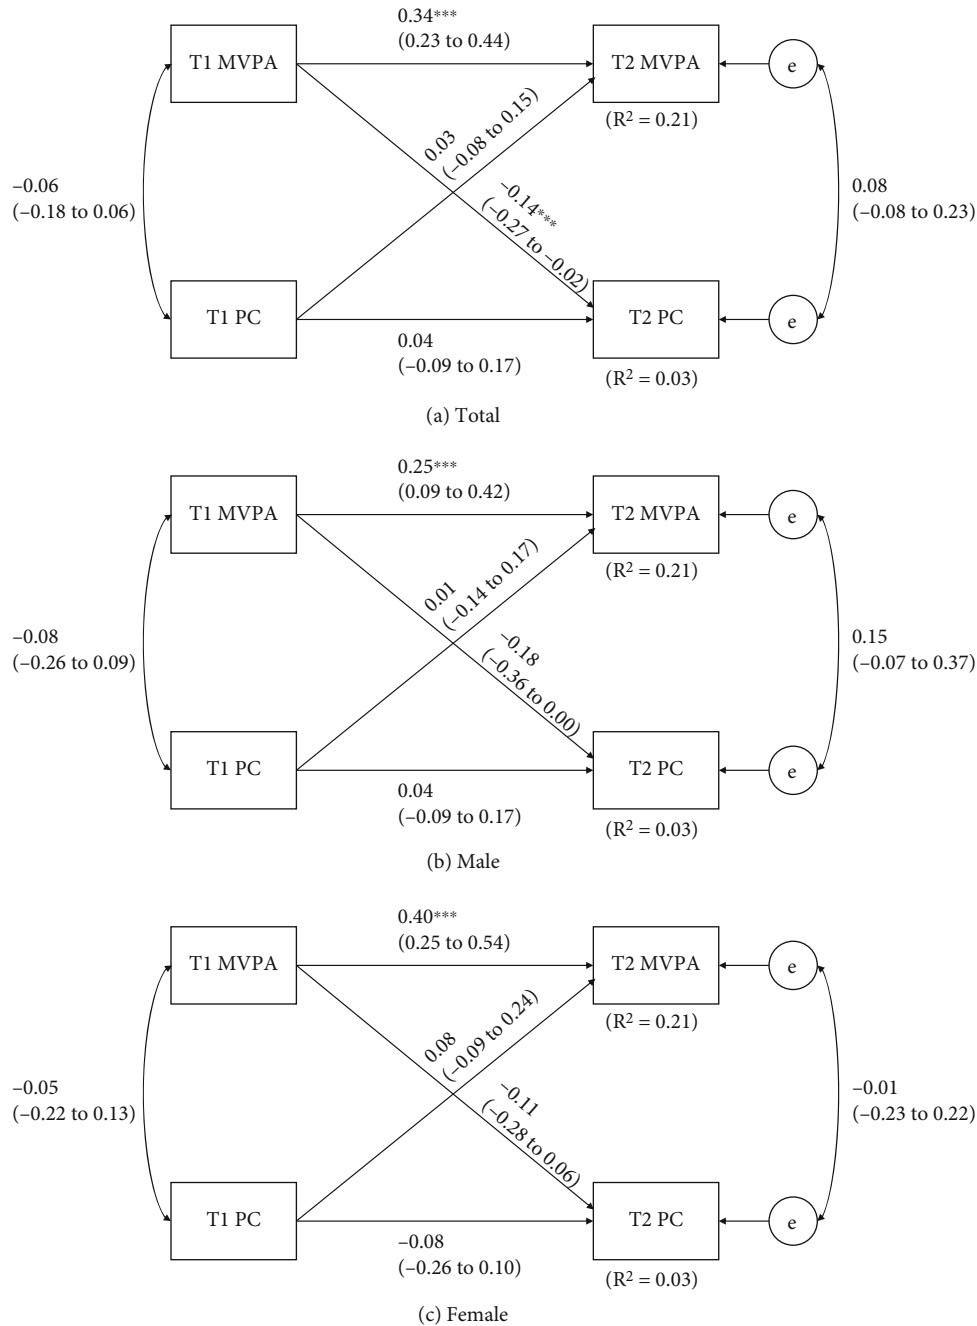 0.34***
(0.23 to 0.44)
T1 MVPA
T2 MVPA
e
(R² = 0.21)
0.03
(–0.08 to 0.15)
–0.14***
(–0.27 to –0.02)
–0.06
(–0.18 to 0.06)
0.08
(–0.08 to 0.23)
T1 PC
T2 PC
e
0.04
(–0.09 to 0.17)
(R² = 0.03)
(a) Total
0.25***
(0.09 to 0.42)
T1 MVPA
T2 MVPA
e
(R² = 0.21)
0.01
(–0.14 to 0.17)
–0.18
(–0.36 to 0.00)
–0.08
(–0.26 to 0.09)
0.15
(–0.07 to 0.37)
T1 PC
T2 PC
e
0.04
(–0.09 to 0.17)
(R² = 0.03)
(b) Male
0.40***
(0.25 to 0.54)
T1 MVPA
T2 MVPA
e
(R² = 0.21)
0.08
(–0.09 to 0.24)
–0.11
(–0.28 to 0.06)
–0.05
(–0.22 to 0.13)
–0.01
(–0.23 to 0.22)
T1 PC
T2 PC
e
–0.08
(–0.26 to 0.10)
(R² = 0.03)
(c) Female